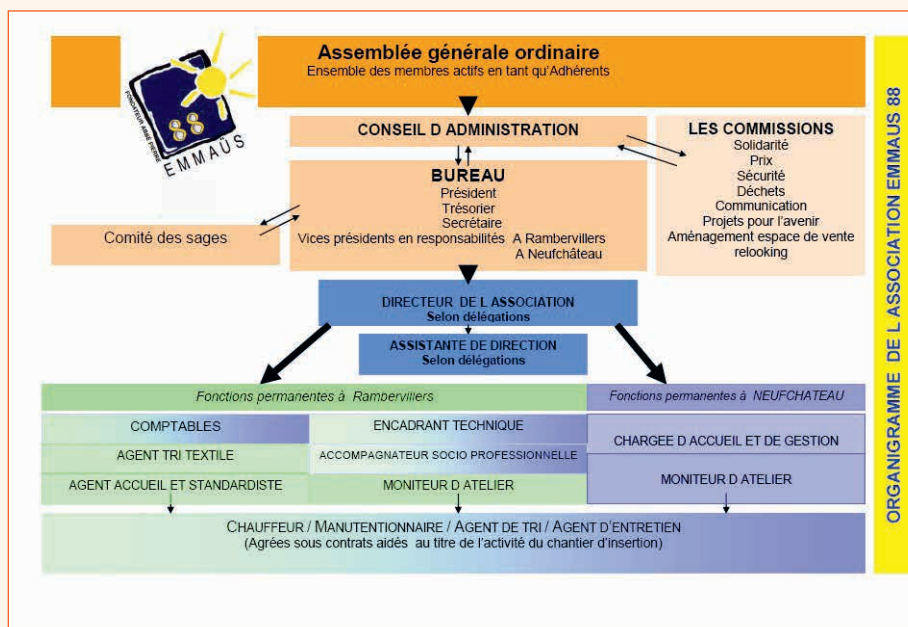 Assemblée générale ordinaire
Ensemble des membres actifs en tant qu'Adhérents
FONDATEUR ABBÉ PIERRE
88
EMMAÜS
CONSEIL D ADMINISTRATION
LES COMMISSIONS
Solidarité
Prix
Sécurité
Déchets
Communication
Projets pour l'avenir
Aménagement espace de vente
relooking
BUREAU
Président
Trésorier
Secrétaire
Vices présidents en responsabilités A Rambervillers
A Neufchâteau
Comité des sages
DIRECTEUR DE L ASSOCIATION
Selon délégations
ASSISTANTE DE DIRECTION
Selon délégations
Fonctions permanentes à Rambervillers
Fonctions permanentes à NEUFCHATEAU
COMPTABLES
ENCADRANT TECHNIQUE
CHARGEE D ACCUEIL ET DE GESTION
AGENT TRI TEXTILE
ACCOMPAGNATEUR SOCIO PROFESSIONNELLE
AGENT ACCUEIL ET STANDARDISTE
MONITEUR D ATELIER
MONITEUR D ATELIER
CHAUFFEUR / MANUTENTIONNAIRE / AGENT DE TRI / AGENT D'ENTRETIEN
(Agrées sous contrats aidés au titre de l'activité du chantier d'insertion)
ORGANIGRAMME DE L ASSOCIATION EMMAUS 88